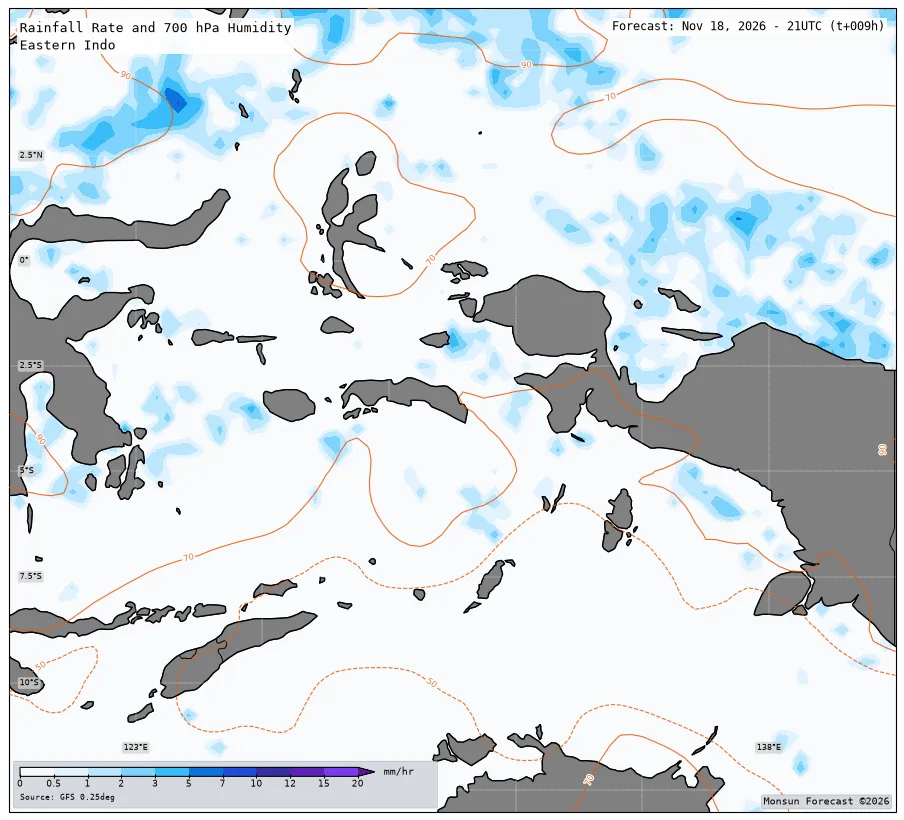 Rainfall Rate and 700 hPa Humidity
Eastern Indo
Forecast: Nov 18, 2026 - 21UTC (t+009h)
90
90
70
2.5°N
0°
70
2.5°S
90
90
5°S
70
7.5°S
50
50
10°S
123°E
138°E
70
0 0.5 1 2 3 5 7 10 12 15 20 mm/hr
Source: GFS 0.25deg
Monsun Forecast ©2026